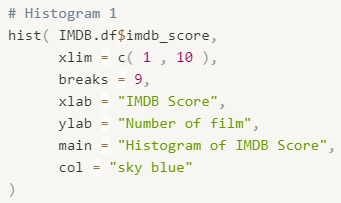 # Histogram 1
hist( IMDB.df$imdb_score,
xlim = c( 1 , 10 ),
breaks = 9,
xlab = "IMDB Score",
ylab = "Number of film",
main = "Histogram of IMDB Score",
col = "sky blue"
)